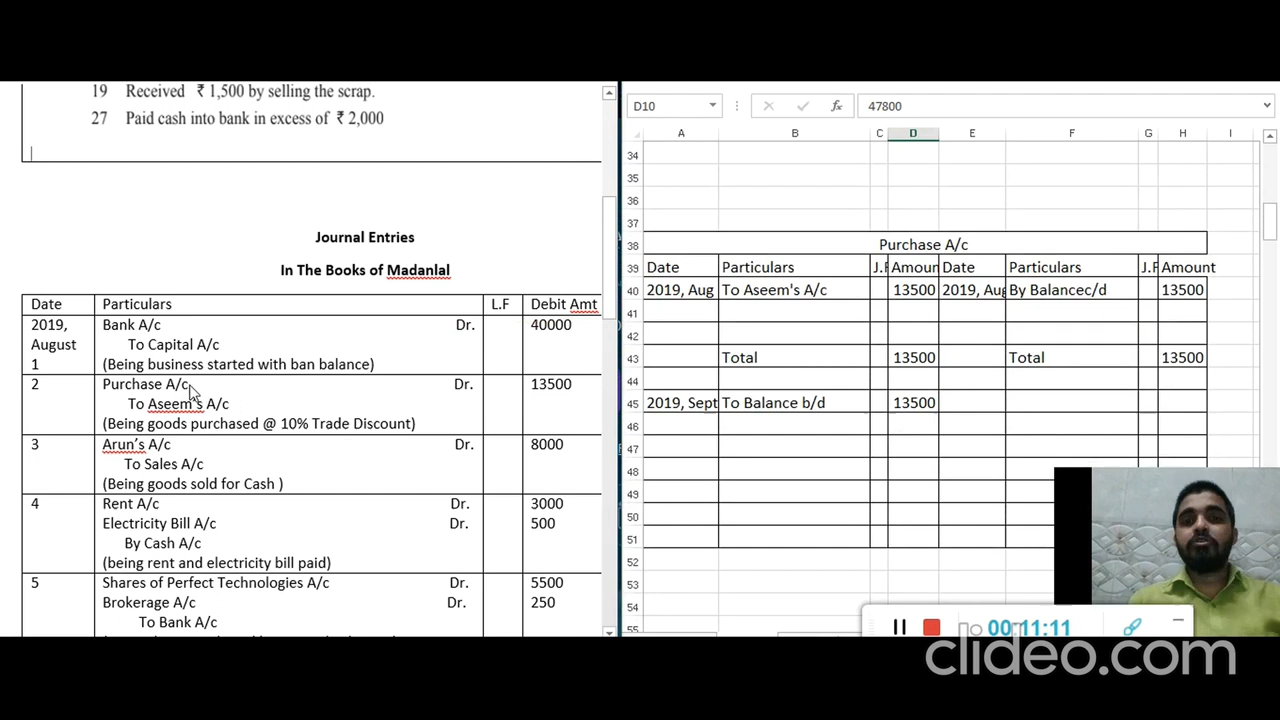 19 Received ₹ 1,500 by selling the scrap.
27 Paid cash into bank in excess of ₹ 2,000
Journal Entries
In The Books of Madanlal
Date Particulars L.F Debit Amt
2019, August 1 Bank A/c Dr. 40000
To Capital A/c
(Being business started with ban balance)
2 Purchase A/c Dr. 13500
To Aseem's A/c
(Being goods purchased @ 10% Trade Discount)
3 Arun's A/c Dr. 8000
To Sales A/c
(Being goods sold for Cash )
4 Rent A/c Dr. 3000
Electricity Bill A/c Dr. 500
By Cash A/c
(being rent and electricity bill paid)
5 Shares of Perfect Technologies A/c Dr. 5500
Brokerage A/c Dr. 250
To Bank A/c
D10 fx 47800
A B C D E F G H I
34
35
36
37
38 Purchase A/c
39 Date Particulars J.F Amoun Date Particulars J.F Amount
40 2019, Aug To Aseem's A/c 13500 2019, Aug By Balancec/d 13500
41
42
43 Total 13500 Total 13500
44
45 2019, Sept To Balance b/d 13500
46
47
48
49
50
51
52
53
54
55
00:11:11
clideo.com